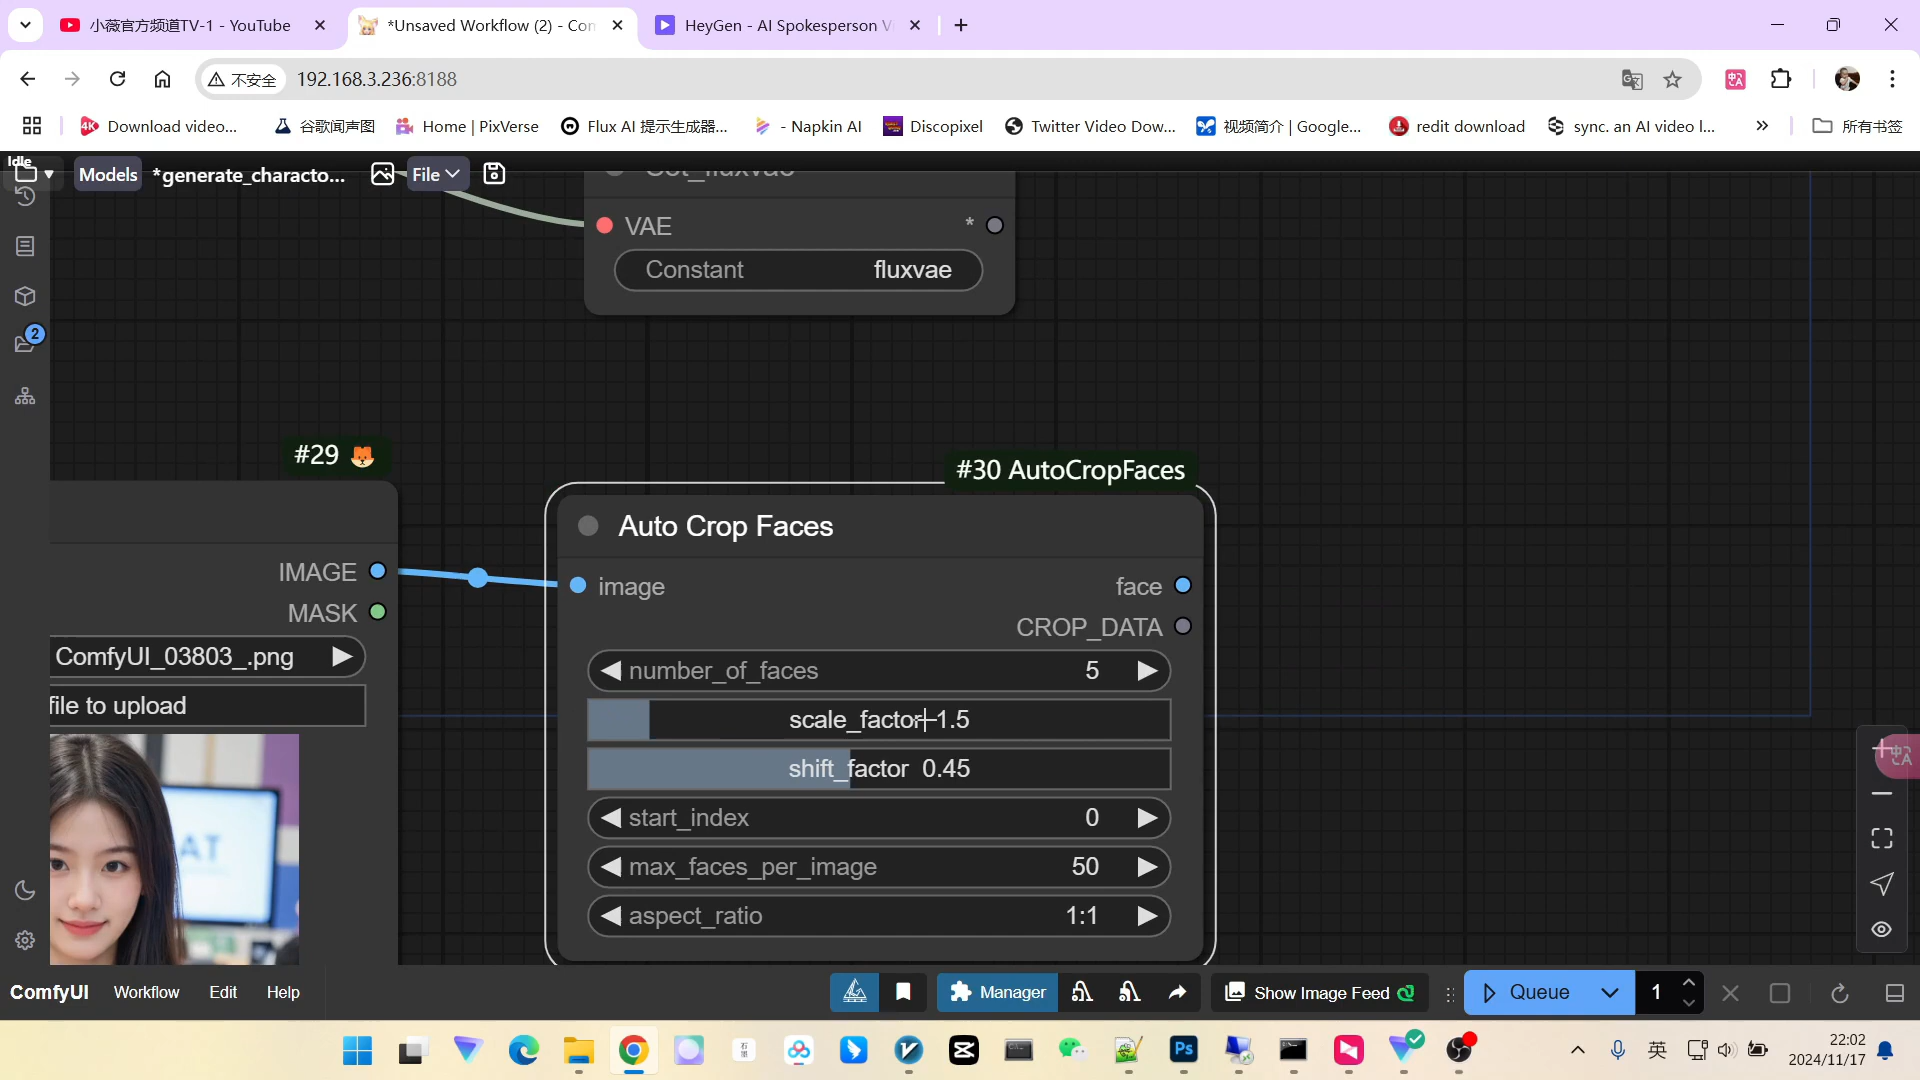 小薇官方频道TV-1 - YouTube
*Unsaved Workflow (2) - Con
HeyGen - AI Spokesperson V
不安全
192.168.3.236:8188
Download video...
谷歌闻声图
Home | PixVerse
Flux AI 提示生成器...
- Napkin AI
Discopixel
Twitter Video Dow...
视频简介 | Google...
redit download
sync. an AI video l...
所有书签
Idle
Models
*generate_characto...
File
VAE
*
Constant
fluxvae
2
#29
#30 AutoCropFaces
Auto Crop Faces
IMAGE
image
face
MASK
CROP_DATA
ComfyUI_03803_.png
number_of_faces
5
file to upload
scale_factor 1.5
shift_factor 0.45
start_index
0
max_faces_per_image
50
aspect_ratio
1:1
ComfyUI
Workflow
Edit
Help
Manager
Show Image Feed
Queue
1
英
22:02
2024/11/17